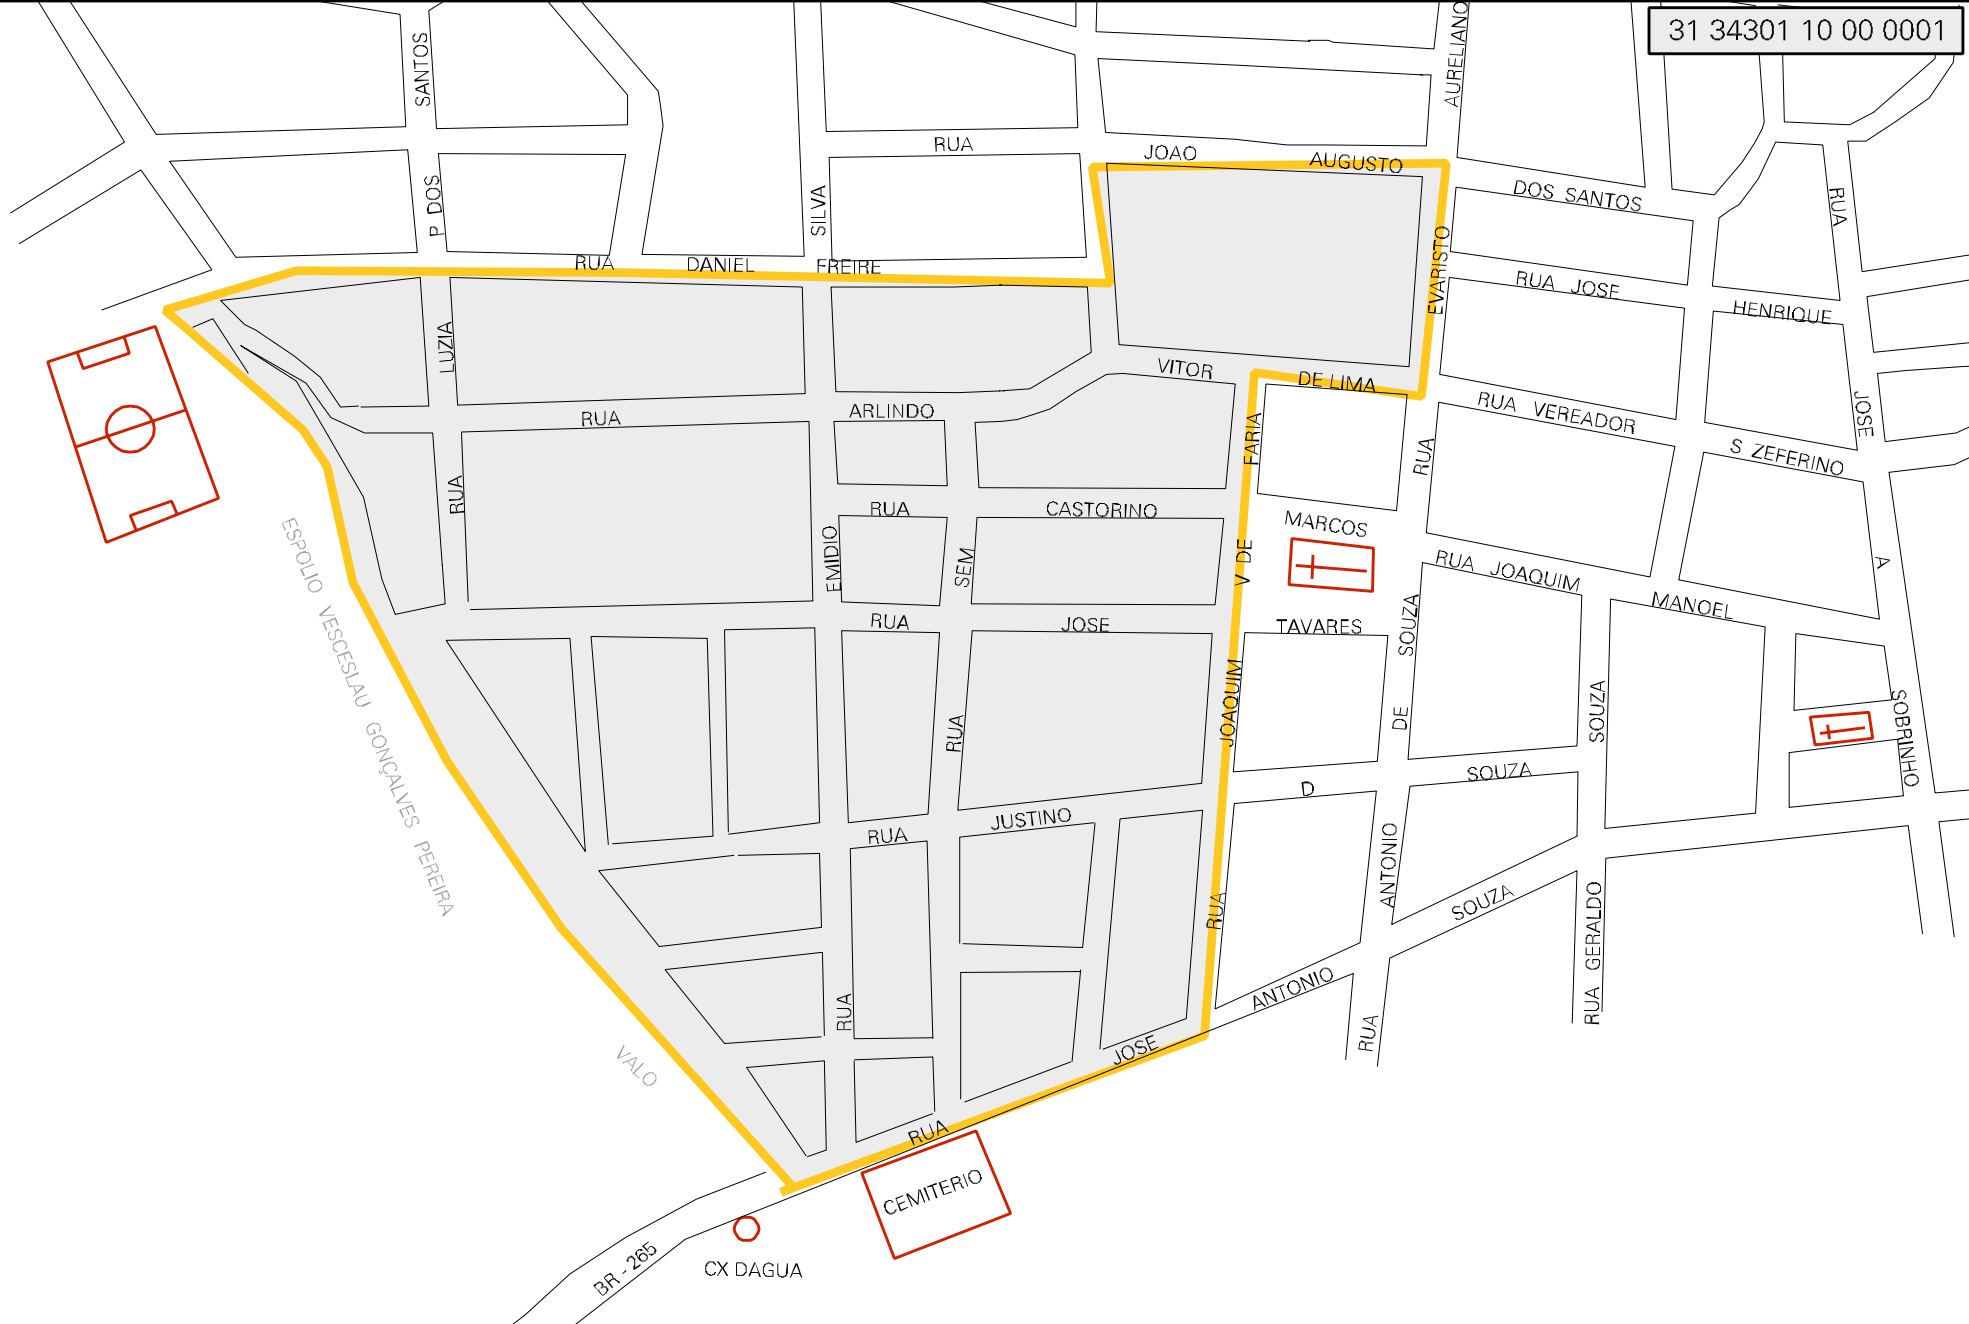 31 34301 10 00 0001
SANTOS
AURELIANO
RUA
JOAO
AUGUSTO
P DOS
SILVA
DOS SANTOS
RUA
RUA
DANIEL
FREIRE
EVARISTO
RUA JOSE
HENRIQUE
LUZIA
VITOR
DE LIMA
RUA
ARLINDO
FARIA
RUA VEREADOR
JOSE
RUA
S ZEFERINO
RUA
RUA
CASTORINO
MARCOS
EMIDIO
SEM
V DE
RUA JOAQUIM
MANOEL
A
ESPOLIO VESCESLAU GONÇALVES PEREIRA
RUA
JOSE
TAVARES
SOUZA
JOAQUIM
DE
SOUZA
RUA
SOBRINHO
D
SOUZA
RUA
JUSTINO
ANTONIO
RUA
SOUZA
RUA GERALDO
RUA
ANTONIO
RUA
JOSE
VALO
RUA
CEMITERIO
BR - 265
CX DAGUA